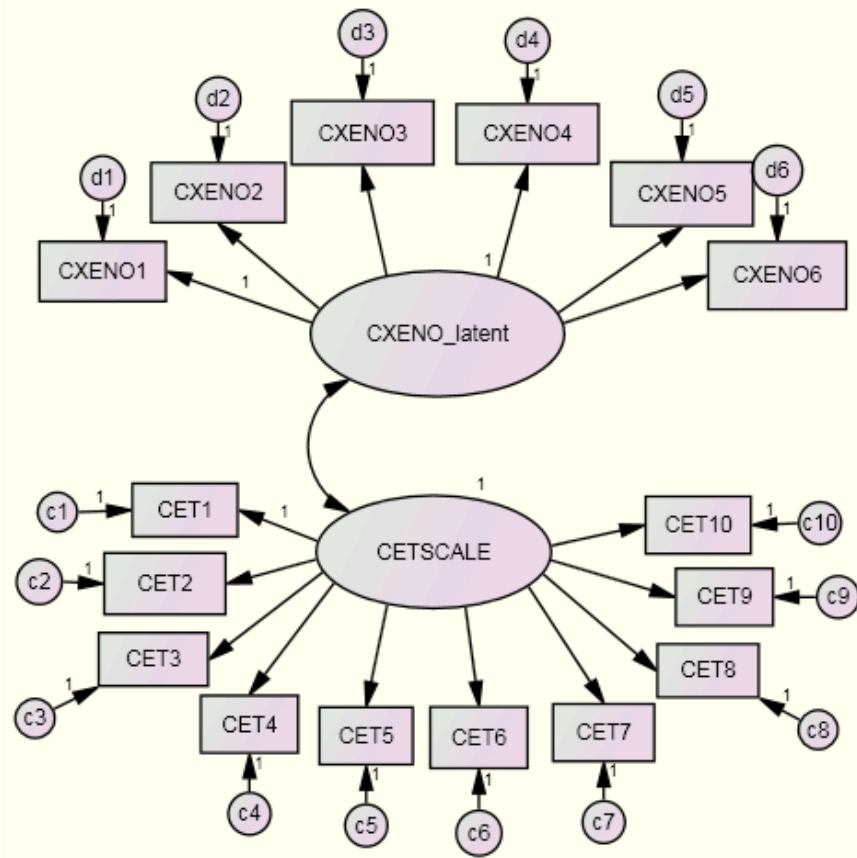 d3
d4
1
1
d2
d5
CXENO3
CXENO4
1
1
d1
d6
CXENO2
CXENO5
1
1
CXENO1
CXENO6
1
1
CXENO_latent
1
1
1
1
c1
CET1
CET10
c10
1
CETSCALE
c2
CET2
CET9
1
c9
1
CET3
CET8
1
c3
CET4
CET5
CET6
CET7
1
c8
1
1
1
1
c4
c5
c6
c7